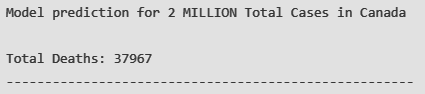 Model prediction for 2 MILLION Total Cases in Canada
Total Deaths: 37967
-----------------------------------------------------